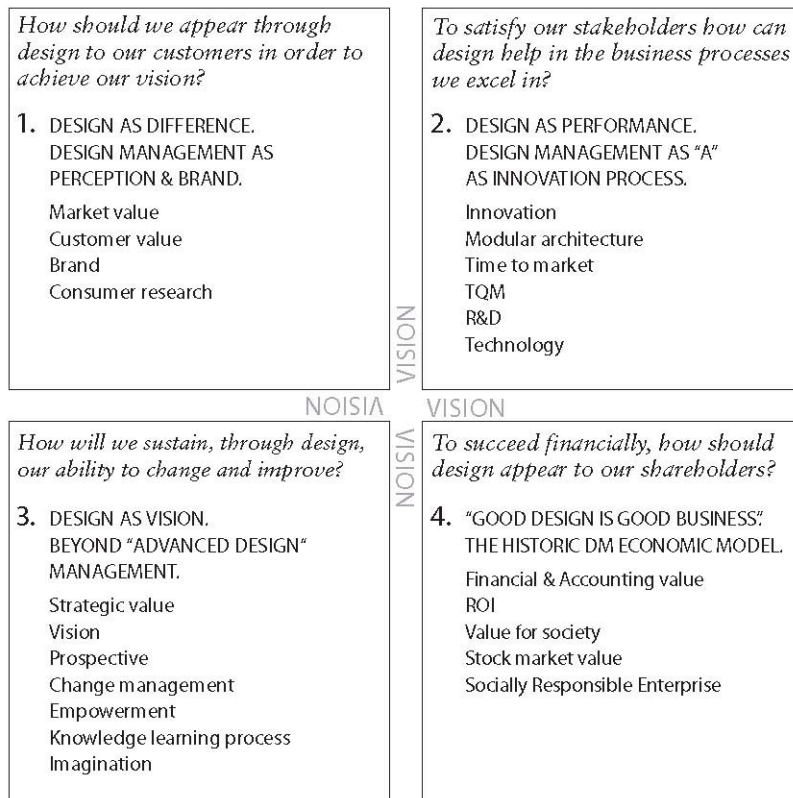 How should we appear through
design to our customers in order to
achieve our vision?
1. DESIGN AS DIFFERENCE.
DESIGN MANAGEMENT AS
PERCEPTION & BRAND.
Market value
Customer value
Brand
Consumer research
To satisfy our stakeholders how can
design help in the business processes
we excel in?
2. DESIGN AS PERFORMANCE.
DESIGN MANAGEMENT AS "A"
AS INNOVATION PROCESS.
Innovation
Modular architecture
Time to market
TQM
R&D
Technology
VISION
VISION
VISION
VISION
How will we sustain, through design,
our ability to change and improve?
3. DESIGN AS VISION.
BEYOND "ADVANCED DESIGN"
MANAGEMENT.
Strategic value
Vision
Prospective
Change management
Empowerment
Knowledge learning process
Imagination
To succeed financially, how should
design appear to our shareholders?
4. "GOOD DESIGN IS GOOD BUSINESS".
THE HISTORIC DM ECONOMIC MODEL.
Financial & Accounting value
ROI
Value for society
Stock market value
Socially Responsible Enterprise